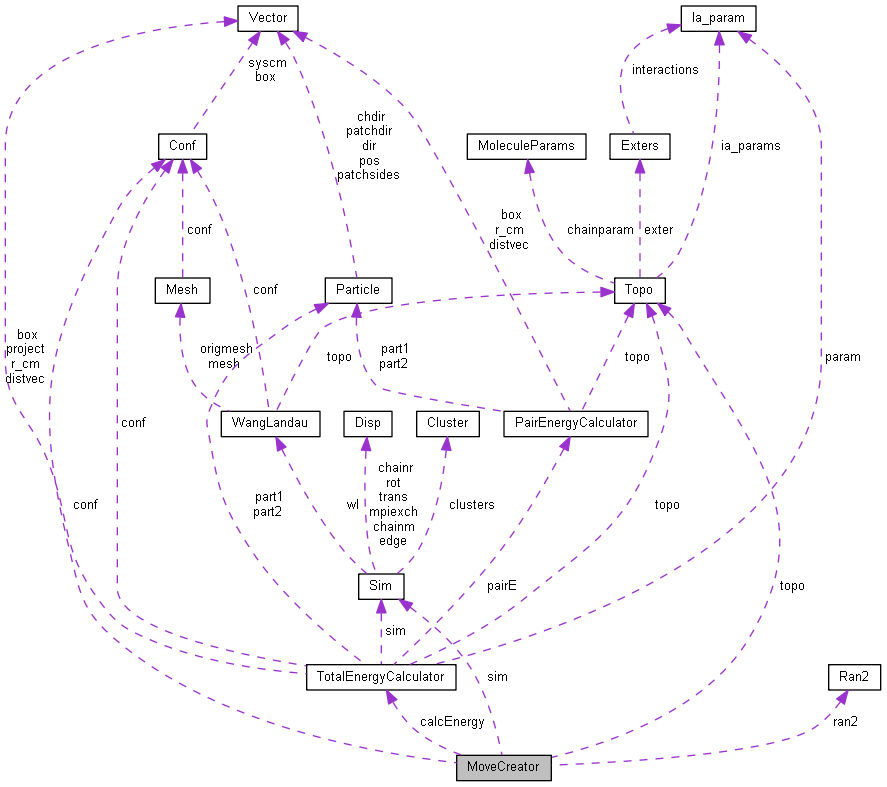 Vector
Ia_param
syscm
box
interactions
chdir
patchdir
dir
pos
patchsides
Conf
MoleculeParams
Exters
ia_params
box
r_cm
distvec
conf
chainparam
exter
Mesh
conf
Particle
Topo
box
project
r_cm
distvec
origmesh
mesh
topo
part1
part2
topo
param
conf
WangLandau
Disp
Cluster
PairEnergyCalculator
conf
part1
part2
wl
chainr
rot
trans
mpiexch
chainm
edge
clusters
topo
Sim
pairE
topo
sim
TotalEnergyCalculator
sim
Ran2
calcEnergy
ran2
MoveCreator